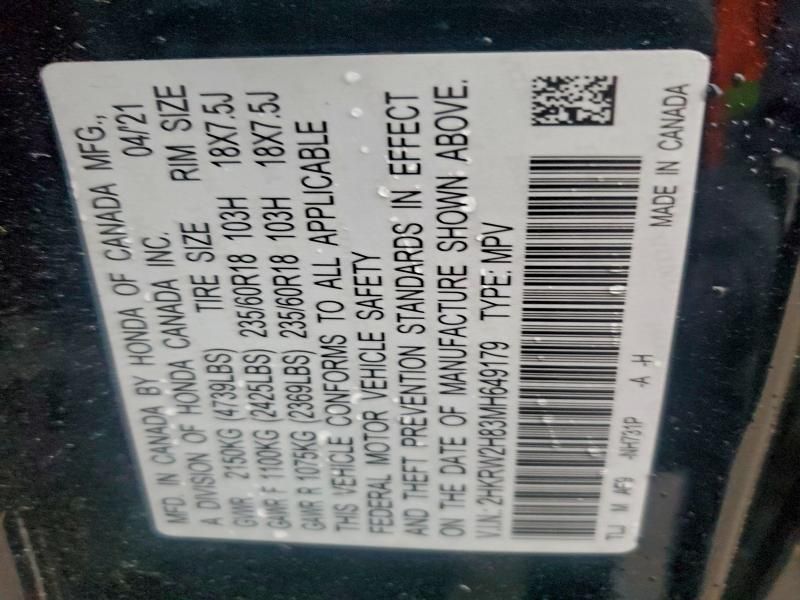 MFD. IN CANADA BY HONDA OF CANADA MFG.,
A DIVISION OF HONDA CANADA INC. 04/'21
TIRE SIZE RIM SIZE
GVWR. 2150KG (4739LBS)
GAWR F 1100KG (2425LBS) 235/60R18 103H 18X7.5J
GAWR R 1075KG (2369LBS) 235/60R18 103H 18X7.5J
THIS VEHICLE CONFORMS TO ALL APPLICABLE
FEDERAL MOTOR VEHICLE SAFETY
AND THEFT PREVENTION STANDARDS IN EFFECT
ON THE DATE OF MANUFACTURE SHOWN ABOVE.
V.I.N. 2HKRW2H83MH649179 TYPE: MPV
TLJ M AF9 -NH731P -A -H
MADE IN CANADA